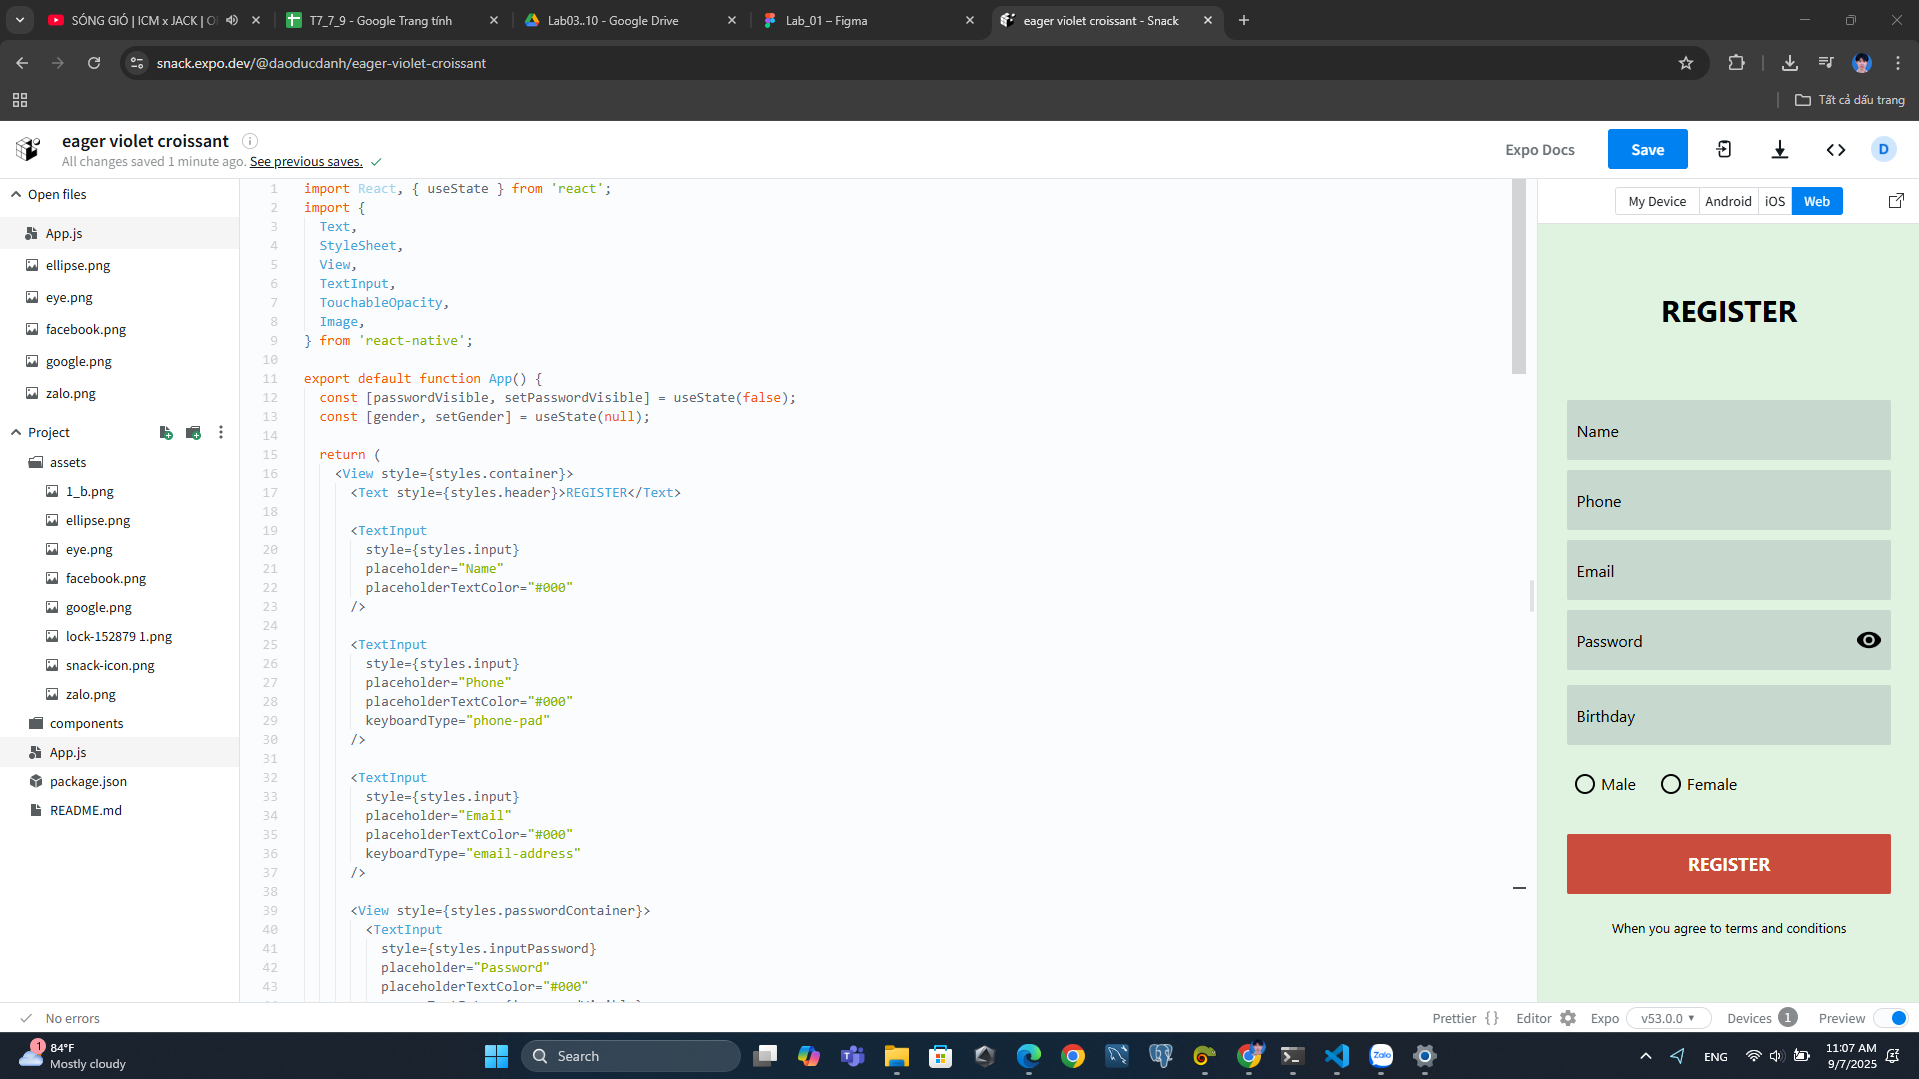 SÓNG GIÓ | ICM x JACK | O
T7_7_9 - Google Trang tính
Lab03..10 - Google Drive
Lab_01 – Figma
eager violet croissant - Snack
snack.expo.dev/@daoducdanh/eager-violet-croissant
Tất cả dấu trang
eager violet croissant
All changes saved 1 minute ago. See previous saves.
Expo Docs
Save
D
Open files
App.js
ellipse.png
eye.png
facebook.png
google.png
zalo.png
Project
assets
1_b.png
ellipse.png
eye.png
facebook.png
google.png
lock-152879 1.png
snack-icon.png
zalo.png
components
App.js
package.json
README.md
1 import React, { useState } from 'react';
2 import {
3 Text,
4 StyleSheet,
5 View,
6 TextInput,
7 TouchableOpacity,
8 Image,
9 } from 'react-native';
10
11 export default function App() {
12 const [passwordVisible, setPasswordVisible] = useState(false);
13 const [gender, setGender] = useState(null);
14
15 return (
16 <View style={styles.container}>
17 <Text style={styles.header}>REGISTER</Text>
18
19 <TextInput
20 style={styles.input}
21 placeholder="Name"
22 placeholderTextColor="#000"
23 />
24
25 <TextInput
26 style={styles.input}
27 placeholder="Phone"
28 placeholderTextColor="#000"
29 keyboardType="phone-pad"
30 />
31
32 <TextInput
33 style={styles.input}
34 placeholder="Email"
35 placeholderTextColor="#000"
36 keyboardType="email-address"
37 />
38
39 <View style={styles.passwordContainer}>
40 <TextInput
41 style={styles.inputPassword}
42 placeholder="Password"
43 placeholderTextColor="#000"
My Device
Android
iOS
Web
REGISTER
Name
Phone
Email
Password
Birthday
Male
Female
REGISTER
When you agree to terms and conditions
No errors
Prettier {}
Editor
Expo
v53.0.0
Devices 1
Preview
1
84°F
Mostly cloudy
Search
Zalo
ENG
11:07 AM
9/7/2025